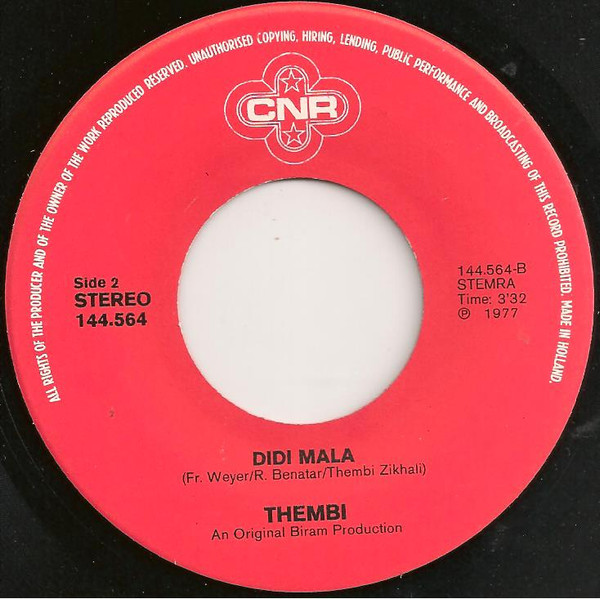 ALL RIGHTS OF THE PRODUCER AND OF THE OWNER OF THE WORK REPRODUCED RESERVED. UNAUTHORISED COPYING, HIRING, LENDING, PUBLIC PERFORMANCE AND BROADCASTING OF THIS RECORD PROHIBITED. MADE IN HOLLAND.
CNR
Side 2
STEREO
144.564
144.564-B
STEMRA
Time: 3'32
℗ 1977
DIDI MALA
(Fr. Weyer/R. Benatar/Thembi Zikhali)
THEMBI
An Original Biram Production